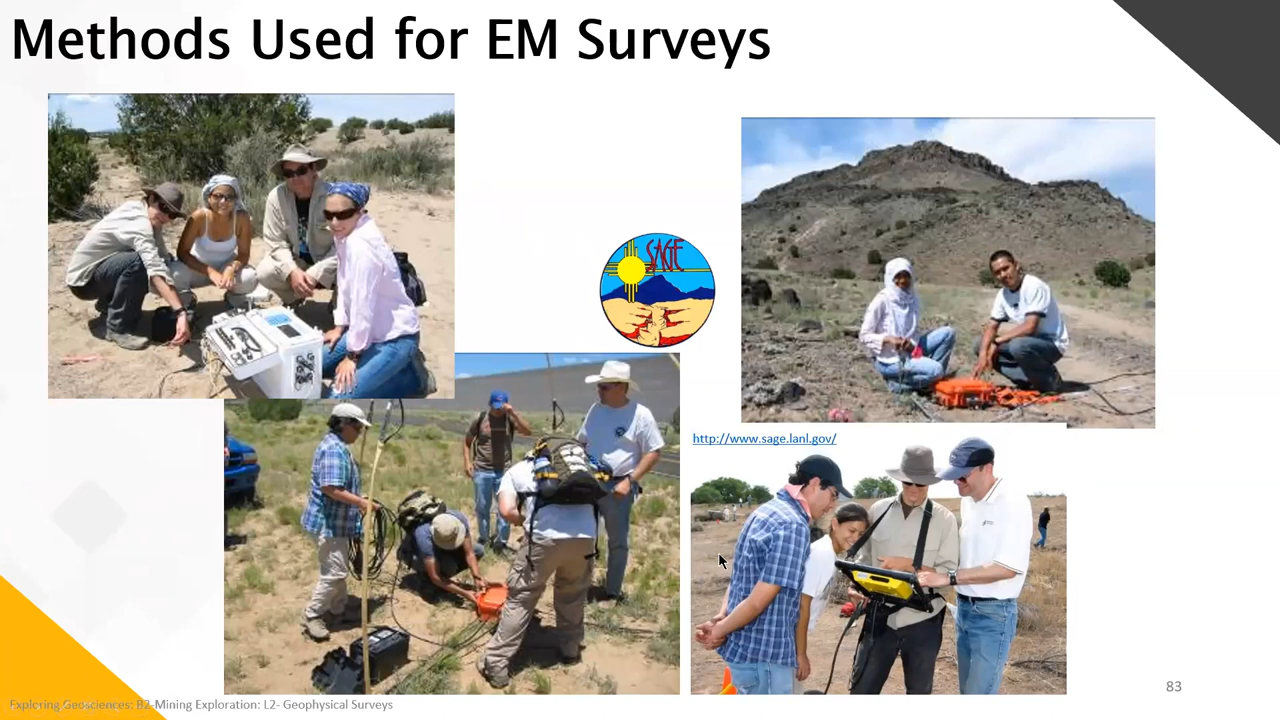 Methods Used for EM Surveys
SAGE
http://www.sage.lanl.gov/
83
Exploring Geosciences: B2-Mining Exploration: L2- Geophysical Surveys